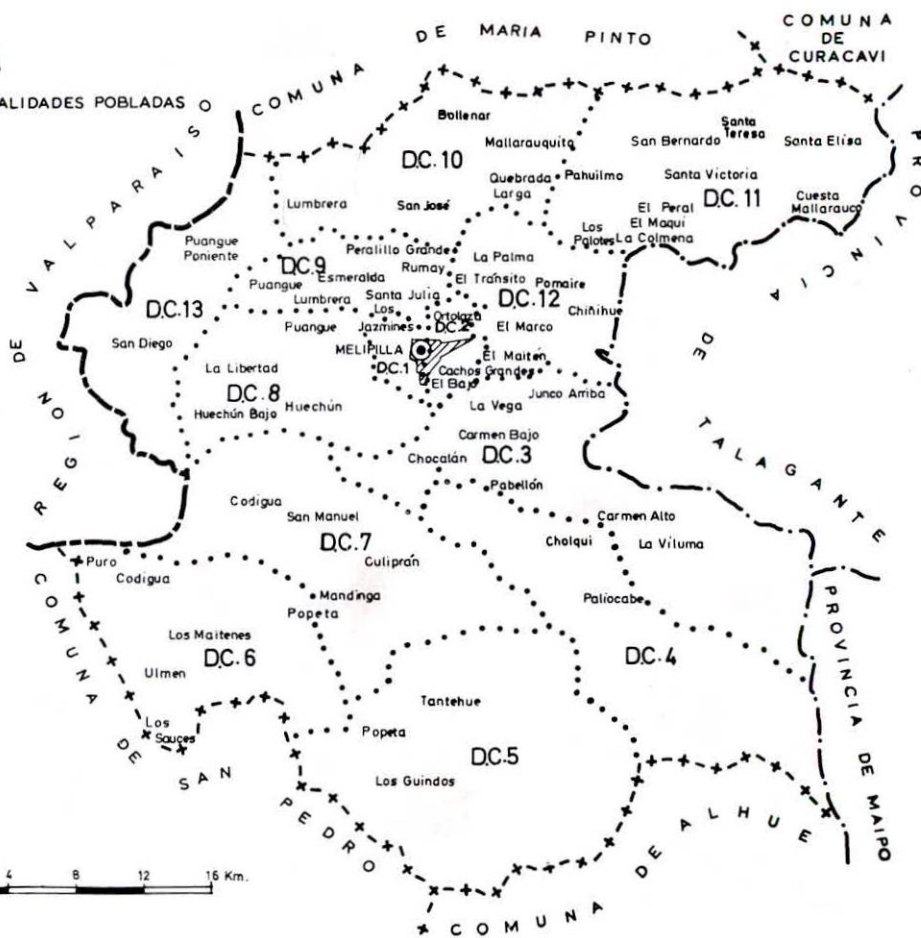 COMUNA DE MARIA PINTO
COMUNA
DE
CURACAVI
ALIDADES POBLADAS
REGION DE VALPARAISO
PROVINCIA DE TALAGANTE
Bollenar
Mallarauquito
D.C.10
Quebrada
Larga
Lumbrera
San José
Santa
Teresa
San Bernardo
Santa Elisa
Pahuilmo
Santa Victoria
D.C.11
Cuesta
Mallarauco
El Peral
El Maqui
Los
Palotes
La Colmena
Puangue
Poniente
D.C.13
San Diego
Peralillo Grande
D.C.9
Rumay
Esmeralda
Puangue
Santa Julia
Lumbrera
Los
Jazmines
Puangue
La Palma
El Tránsito
Pomaire
D.C.12
Chiñihue
Ortolaza
D.C.2
El Marco
MELIPILLA
D.C.1
El Maitén
Cachos Grandes
El Bajo
La Libertad
D.C.8
Huechún Bajo
Huechún
La Vega
Junco Arriba
Carmen Bajo
Chocalán
D.C.3
Pabellón
Codigua
San Manuel
D.C.7
Culiprán
Carmen Alto
Cholqui
La Viluma
Paliocabe
D.C.4
Puro
Codigua
Mandinga
Popeta
Los Maitenes
D.C.6
Ulmen
Los
Sauces
Tantehue
Popeta
D.C.5
Los Guindos
COMUNA DE SAN PEDRO
COMUNA DE ALHUE
PROVINCIA DE MAIPO
4 8 12 16 Km.